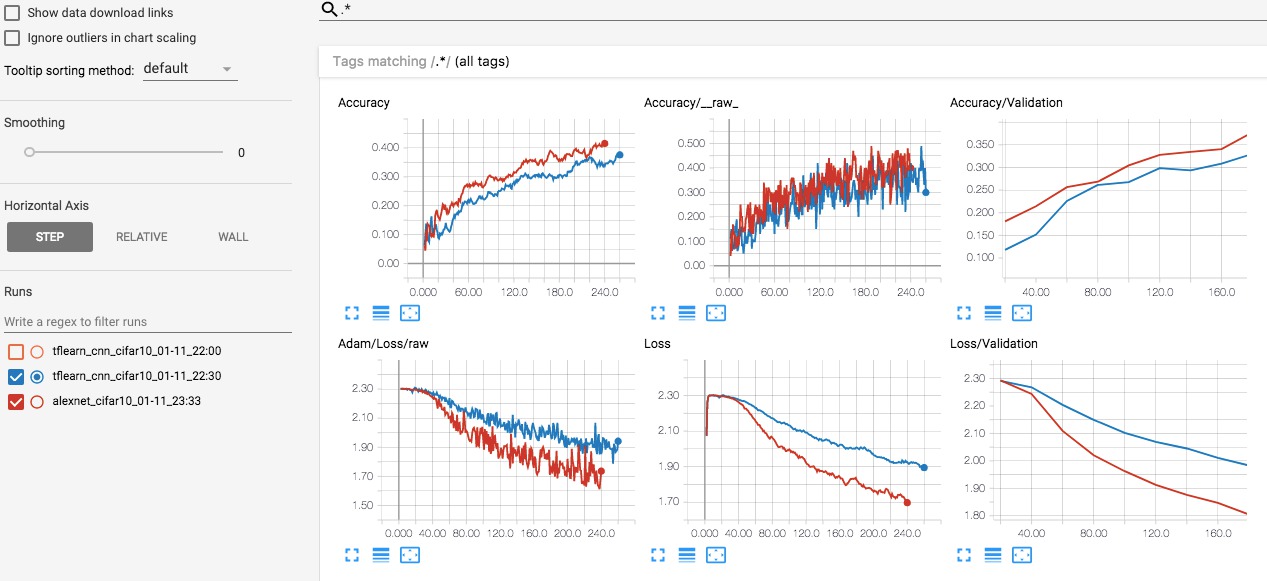 Show data download links
Ignore outliers in chart scaling
Tooltip sorting method: default
Smoothing
0
Horizontal Axis
STEP RELATIVE WALL
Runs
Write a regex to filter runs
tflearn_cnn_cifar10_01-11_22:00
tflearn_cnn_cifar10_01-11_22:30
alexnet_cifar10_01-11_23:33
.*
Tags matching /.*/ (all tags)
Accuracy
0.400
0.300
0.200
0.100
0.00
0.000 60.00 120.0 180.0 240.0
Accuracy/__raw_
0.500
0.400
0.300
0.200
0.100
0.00
0.000 60.00 120.0 180.0 240.0
Accuracy/Validation
0.350
0.300
0.250
0.200
0.150
0.100
40.00 80.00 120.0 160.0
Adam/Loss/raw
2.30
2.10
1.90
1.70
1.50
0.000 40.00 80.00 120.0 160.0 200.0 240.0
Loss
2.30
2.10
1.90
1.70
0.000 40.00 80.00 120.0 160.0 200.0 240.0
Loss/Validation
2.30
2.20
2.10
2.00
1.90
1.80
40.00 80.00 120.0 160.0